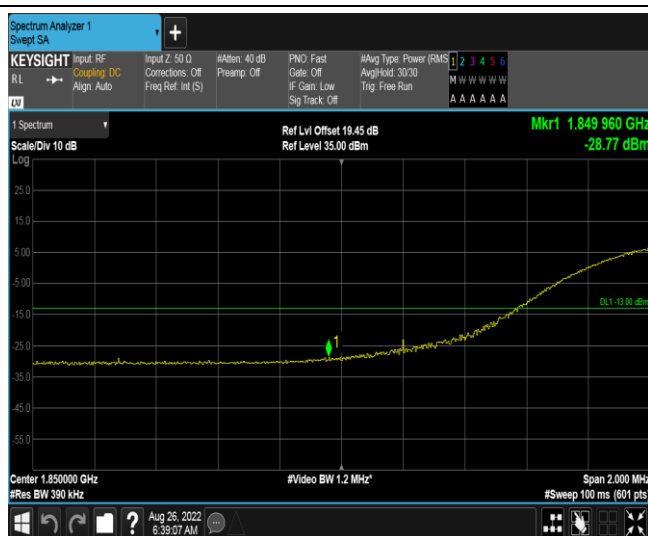 Spectrum Analyzer 1
Swept SA
+
KEYSIGHT Input: RF Input Z: 50 Ω #Atten: 40 dB PNO: Fast #Avg Type: Power (RMS 1 2 3 4 5 6
RL Coupling: DC Corrections: Off Preamp: Off Gate: Off Avg|Hold: 30/30 M W W W W W
Align: Auto Freq Ref: Int (S) IF Gain: Low Trig: Free Run
Sig Track: Off A A A A A A
LXI
1 Spectrum Ref Lvl Offset 19.45 dB Mkr1 1.849 960 GHz
Scale/Div 10 dB Ref Level 35.00 dBm -28.77 dBm
Log
25.0
15.0
5.00
-5.00
DL1 -13.00 dBm
-15.0
-25.0
1
-35.0
-45.0
-55.0
Center 1.850000 GHz #Video BW 1.2 MHz* Span 2.000 MHz
#Res BW 390 kHz #Sweep 100 ms (601 pts)
? Aug 26, 2022
6:39:07 AM